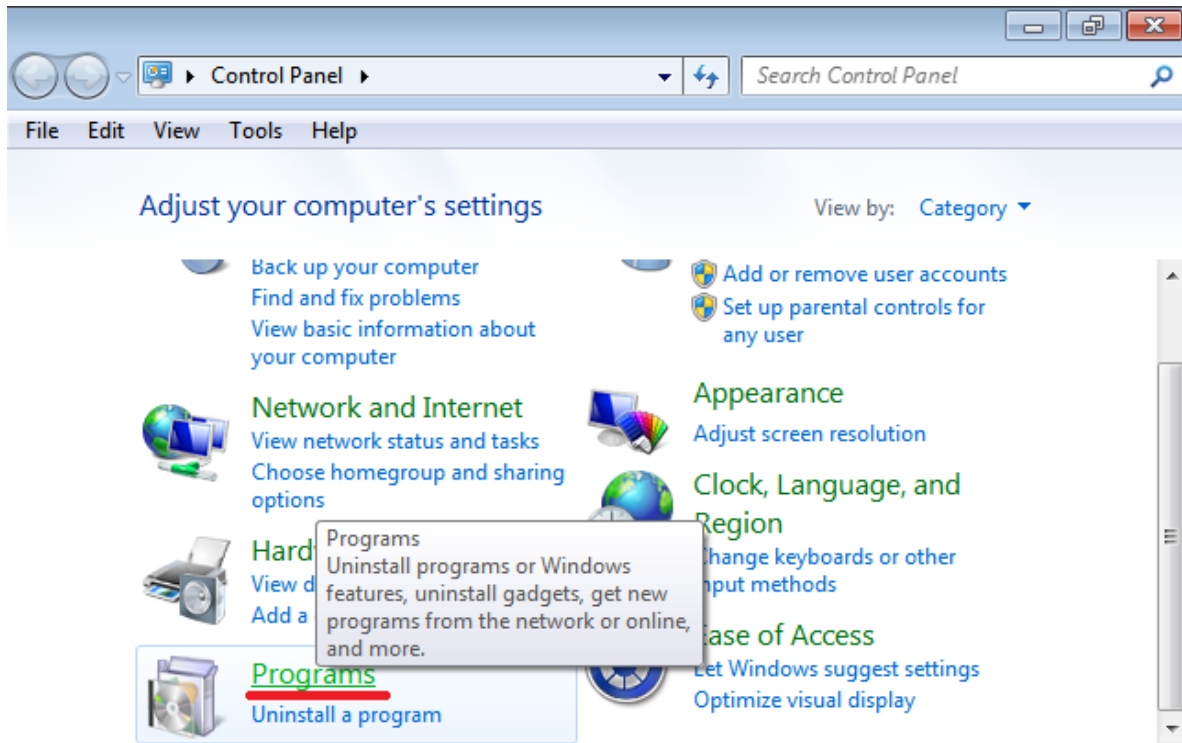 Control Panel
Search Control Panel
File Edit View Tools Help
Adjust your computer's settings
View by: Category
Back up your computer
Find and fix problems
View basic information about
your computer
Network and Internet
View network status and tasks
Choose homegroup and sharing
options
Hard
View d
Add a
Programs
Uninstall programs or Windows
features, uninstall gadgets, get new
programs from the network or online,
and more.
Programs
Uninstall a program
Add or remove user accounts
Set up parental controls for
any user
Appearance
Adjust screen resolution
Clock, Language, and
Region
hange keyboards or other
nput methods
ase of Access
Let Windows suggest settings
Optimize visual display